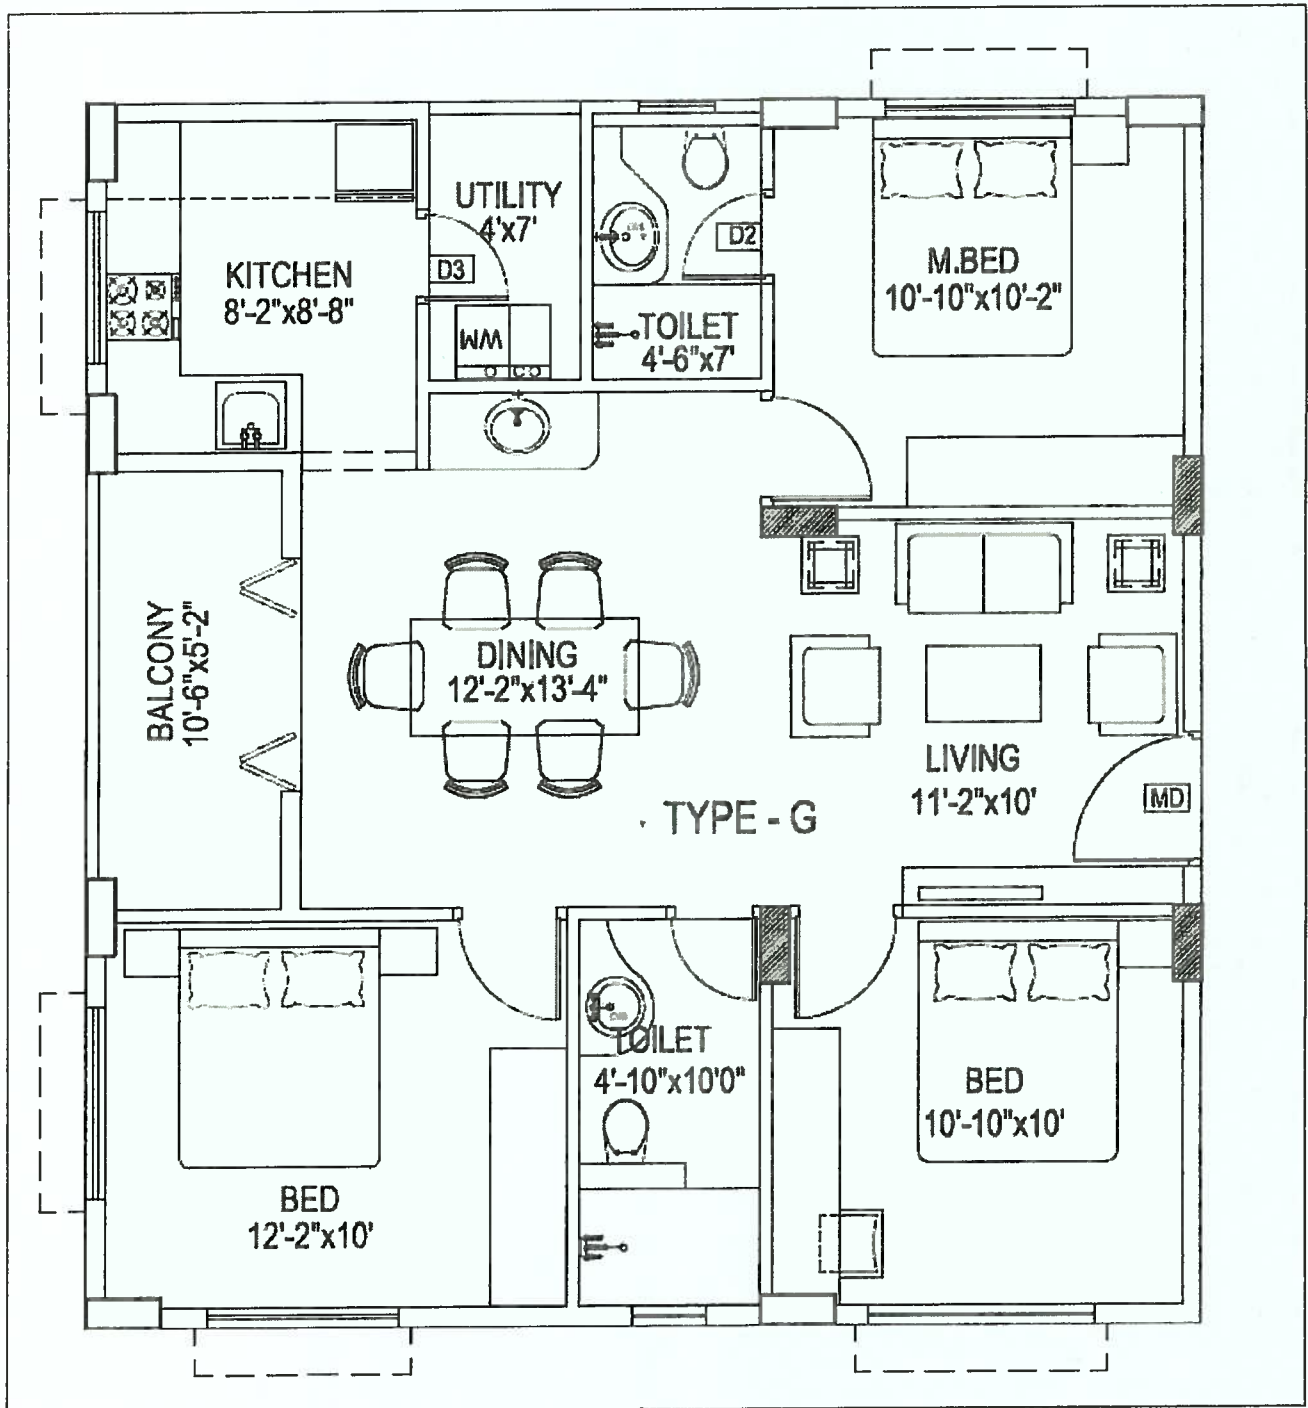 UTILITY
4'x7'
D2
KITCHEN
8'-2"x8'-8"
D3
M.BED
10'-10"x10'-2"
WM
TOILET
4'-6"x7'
BALCONY
10'-6"x5'-2"
DINING
12'-2"x13'-4"
LIVING
11'-2"x10'
MD
TYPE - G
TOILET
4'-10"x10'0"
BED
10'-10"x10'
BED
12'-2"x10'